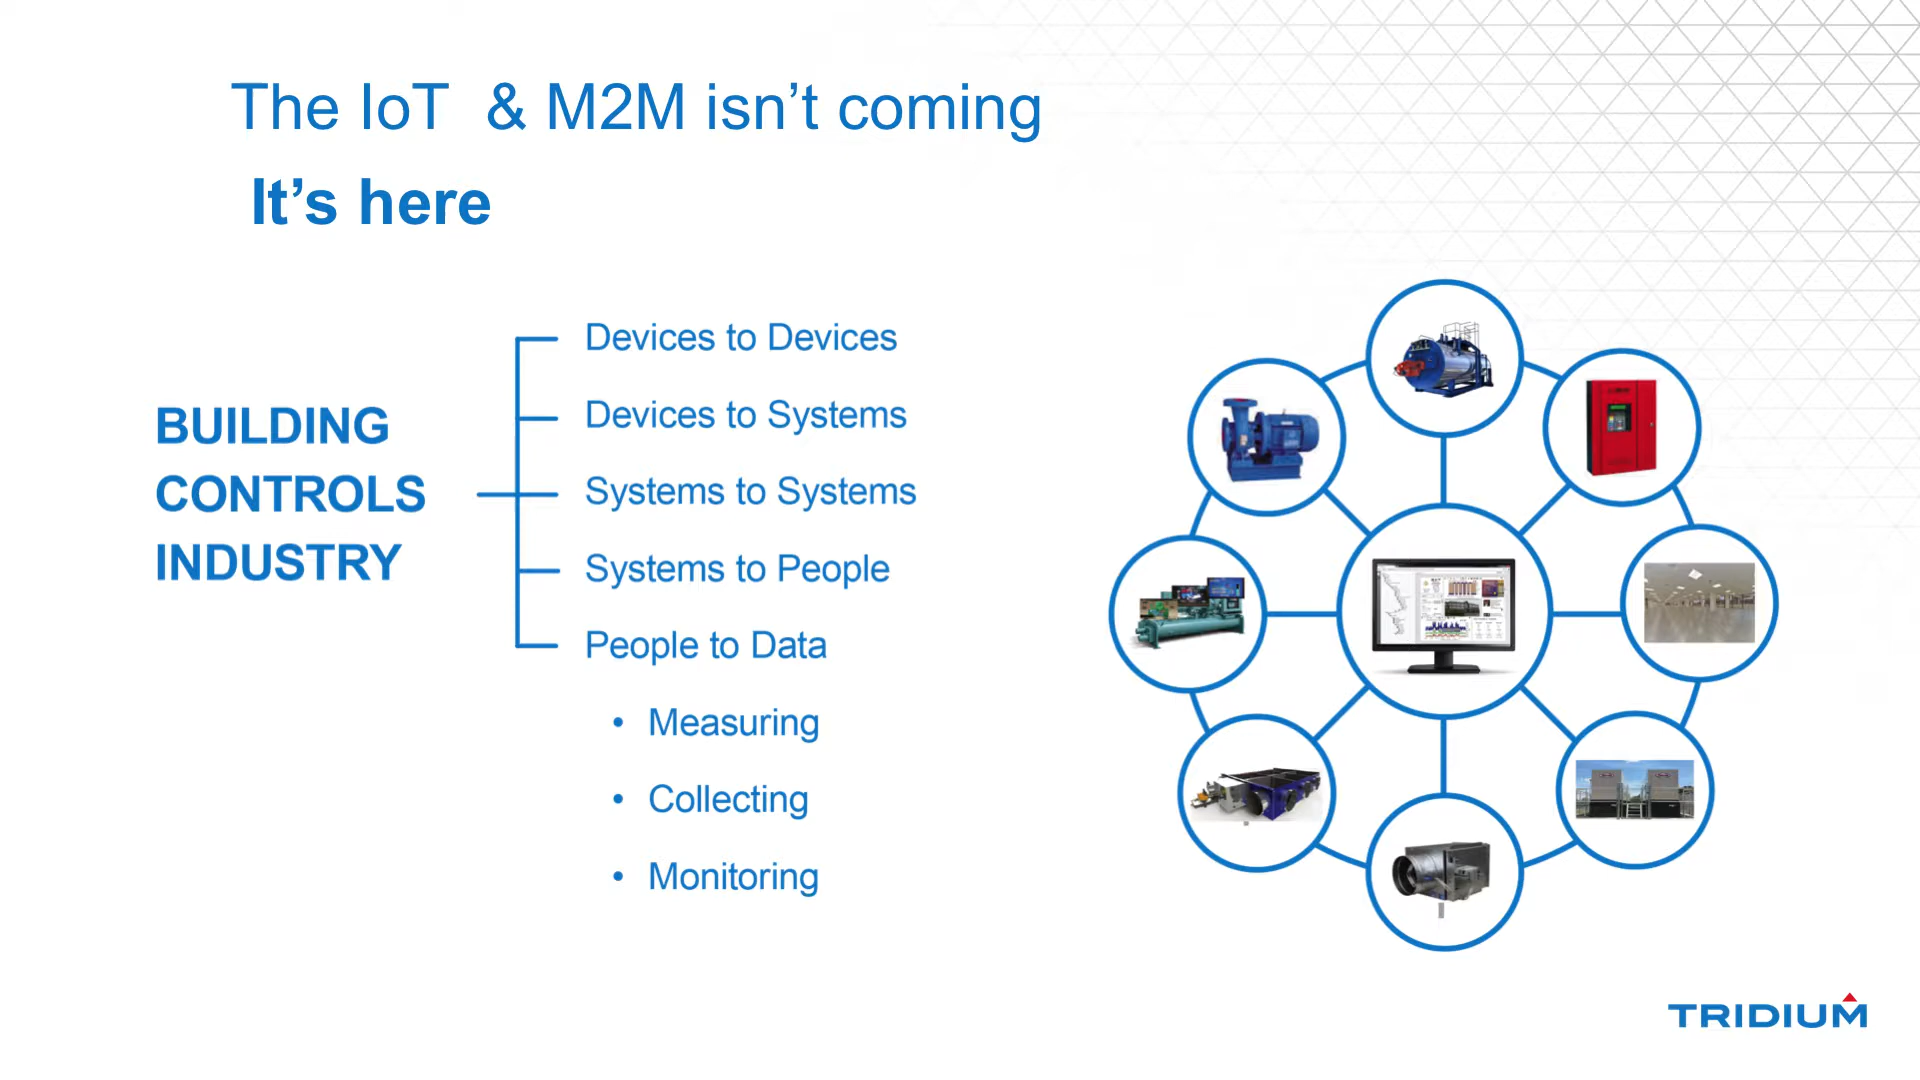 The IoT  & M2M isn’t coming
It’s here
BUILDING
CONTROLS
INDUSTRY
Devices to Devices
Devices to Systems
Systems to Systems
Systems to People
People to Data
• Measuring
• Collecting
• Monitoring
TRIDIUM